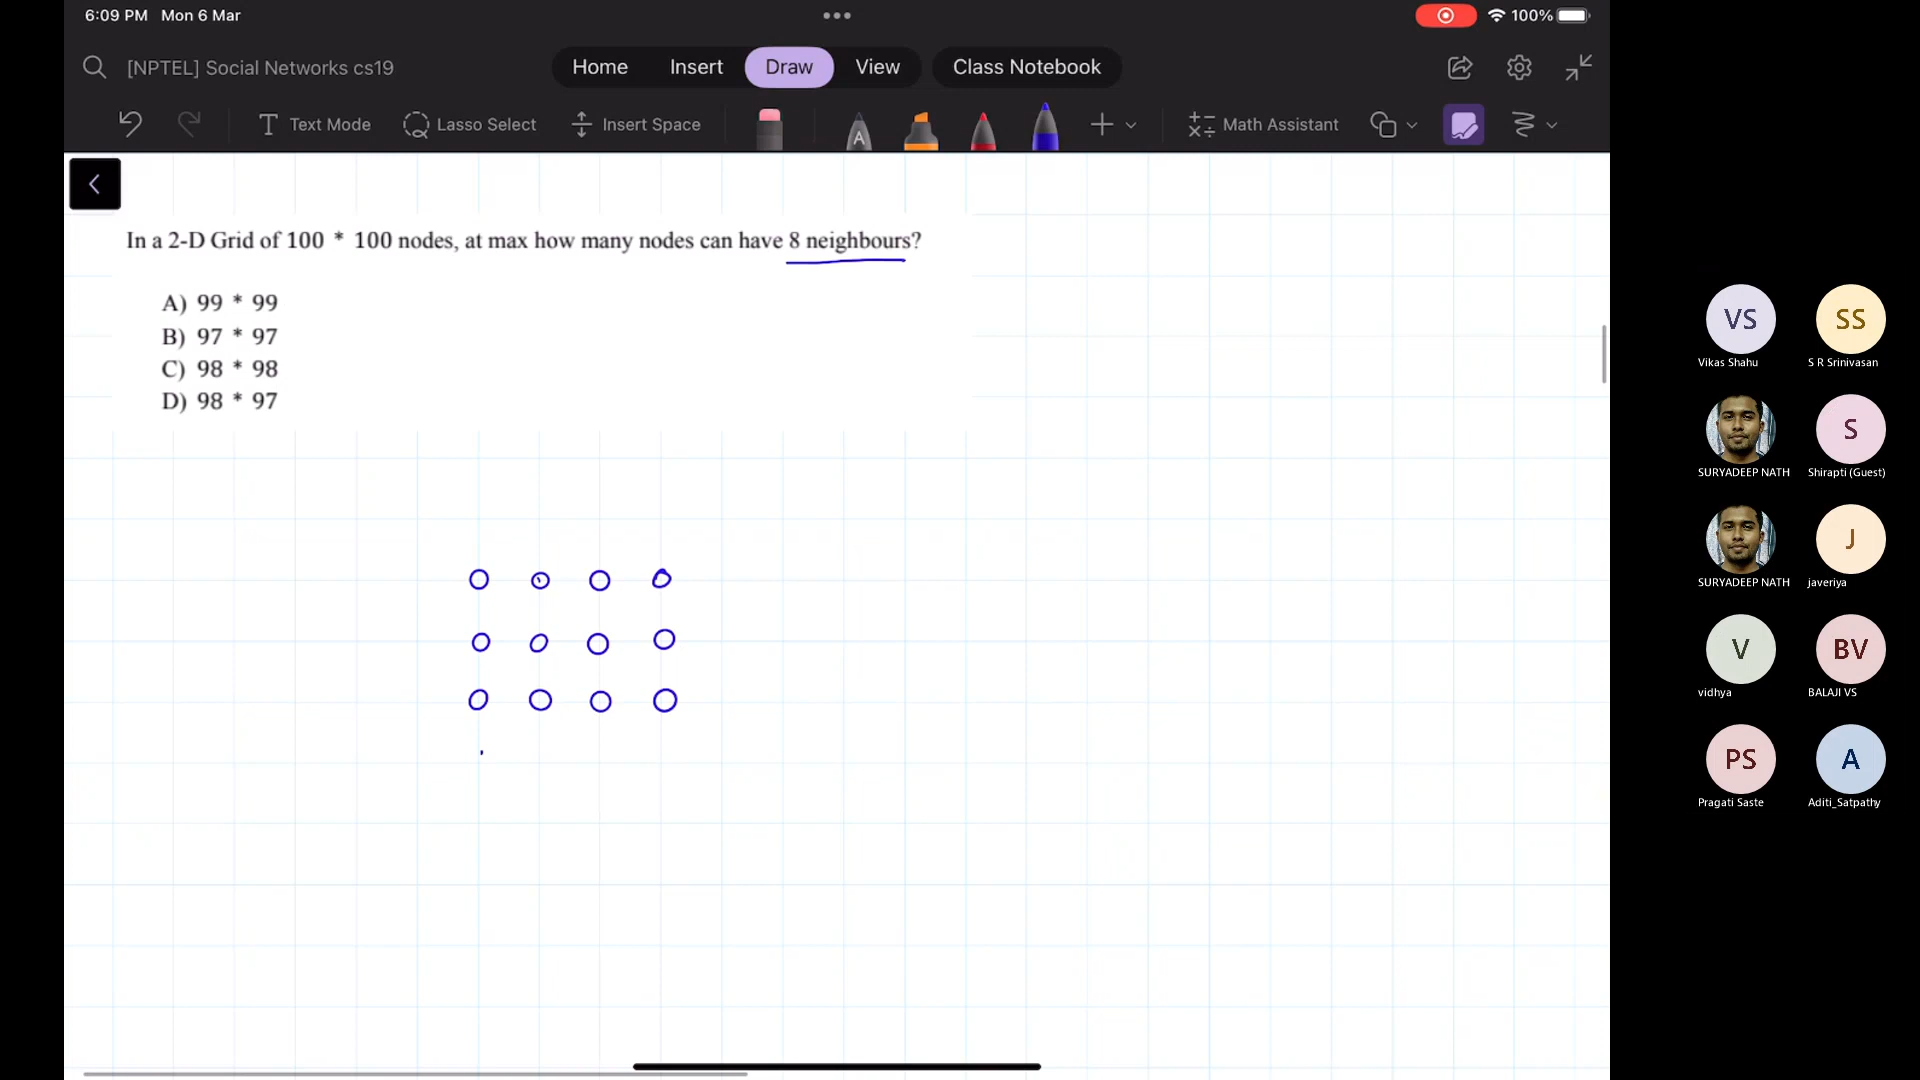 6:09 PM Mon 6 Mar
100%
[NPTEL] Social Networks cs19
Home Insert Draw View Class Notebook
Text Mode Lasso Select Insert Space A Math Assistant
In a 2-D Grid of 100 * 100 nodes, at max how many nodes can have 8 neighbours?
A) 99 * 99
B) 97 * 97
C) 98 * 98
D) 98 * 97
VS SS
Vikas Shahu S R Srinivasan
S
SURYADEEP NATH Shirapti (Guest)
J
SURYADEEP NATH javeriya
V BV
vidhya BALAJI VS
PS A
Pragati Saste Aditi_Satpathy